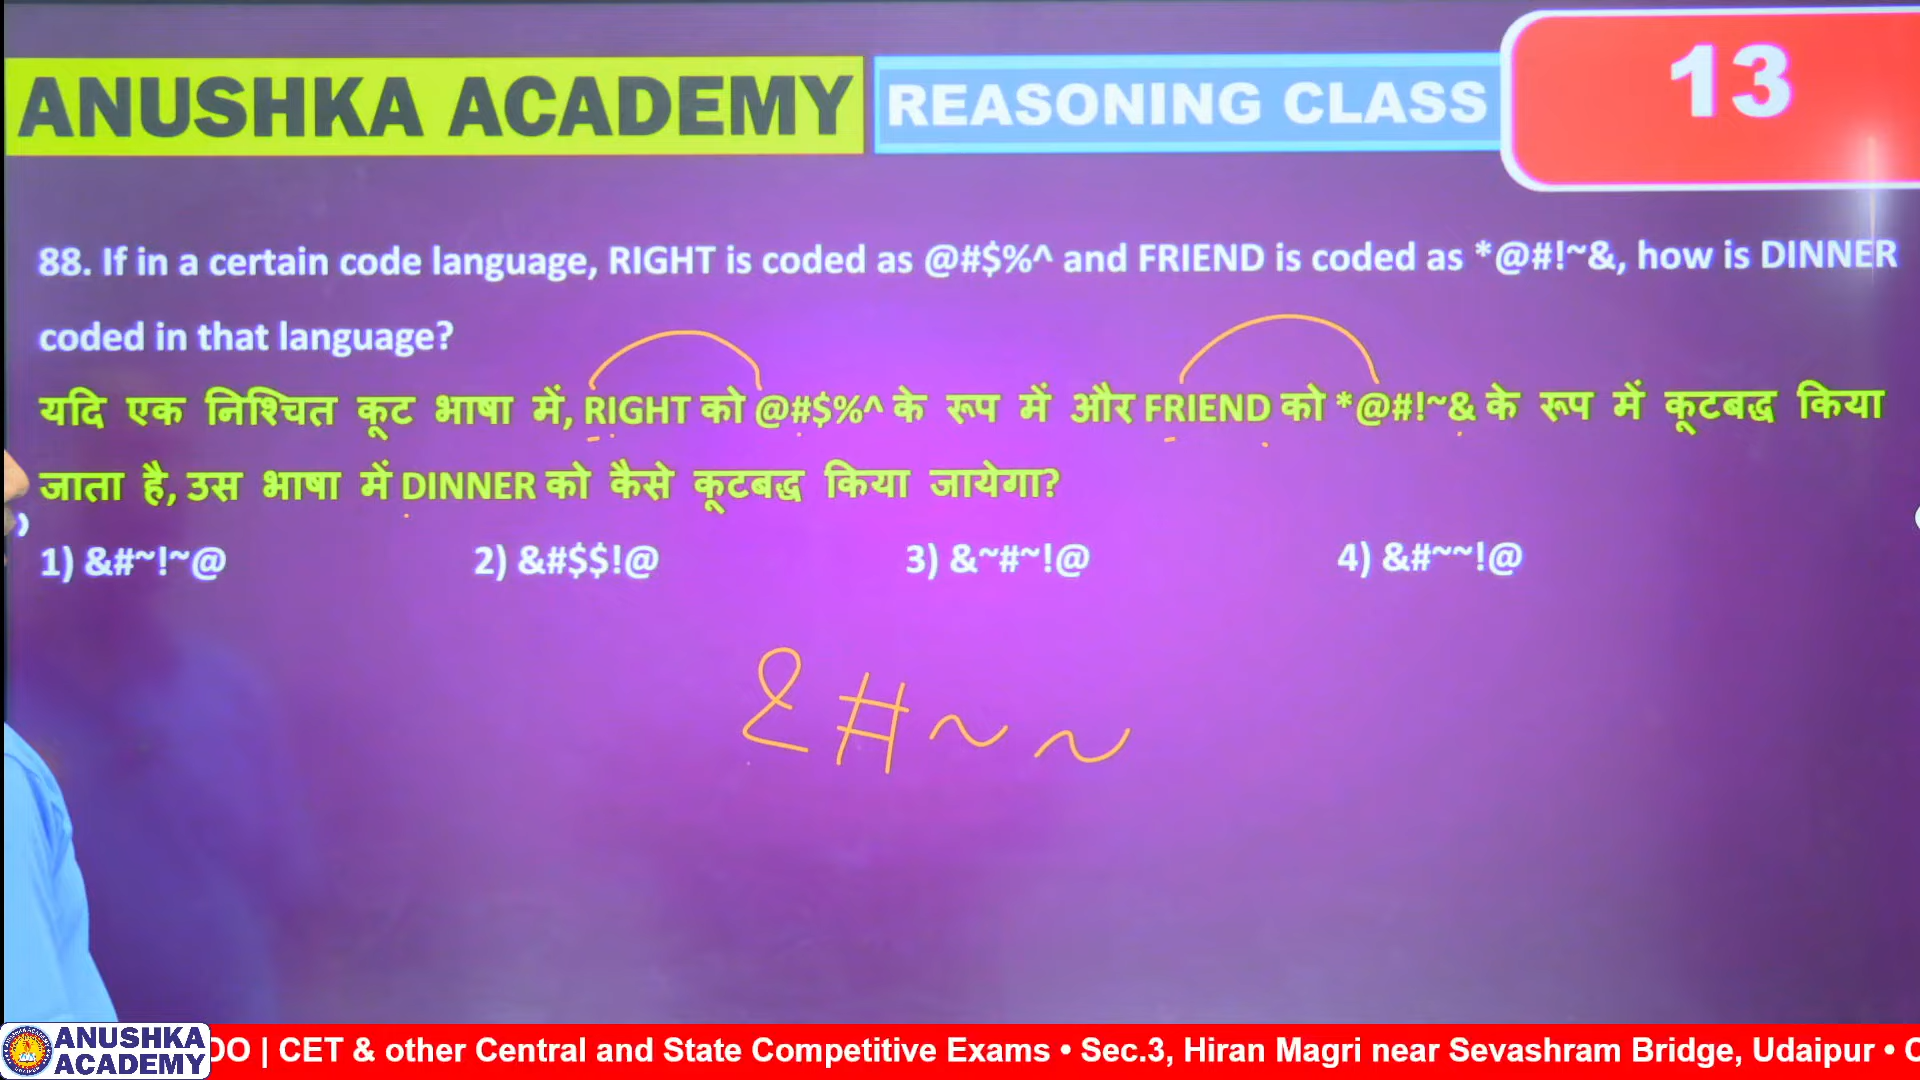 ANUSHKA ACADEMY REASONING CLASS 13
88. If in a certain code language, RIGHT is coded as @#$%^ and FRIEND is coded as *@#!~&, how is DINNER
coded in that language?
यदि एक निश्चित कूट भाषा में, RIGHT को @#$%^ के रूप में और FRIEND को *@#!~& के रूप में कूटबद्ध किया
जाता है, उस भाषा में DINNER को कैसे कूटबद्ध किया जायेगा?
1) &#~!~@ 2) &#$$!@ 3) &~#~!@ 4) &#~~!@
& # ~ ~
ANUSHKA
ACADEMY
UDAIPUR
| CET & other Central and State Competitive Exams • Sec.3, Hiran Magri near Sevashram Bridge, Udaipur •